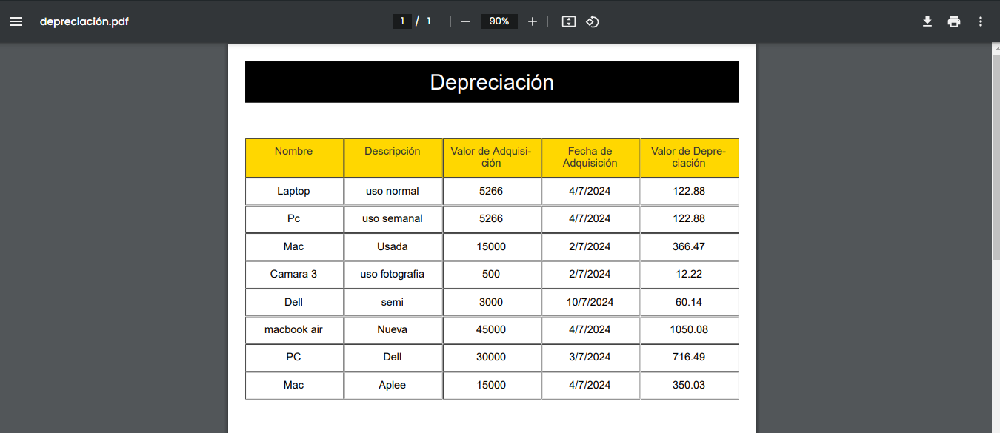 depreciación.pdf
1 / 1
90%
Depreciación
Nombre Descripción Valor de Adquisi- Fecha de Valor de Depre-
ción Adquisición ciación
Laptop uso normal 5266 4/7/2024 122.88
Pc uso semanal 5266 4/7/2024 122.88
Mac Usada 15000 2/7/2024 366.47
Camara 3 uso fotografia 500 2/7/2024 12.22
Dell semi 3000 10/7/2024 60.14
macbook air Nueva 45000 4/7/2024 1050.08
PC Dell 30000 3/7/2024 716.49
Mac Aplee 15000 4/7/2024 350.03